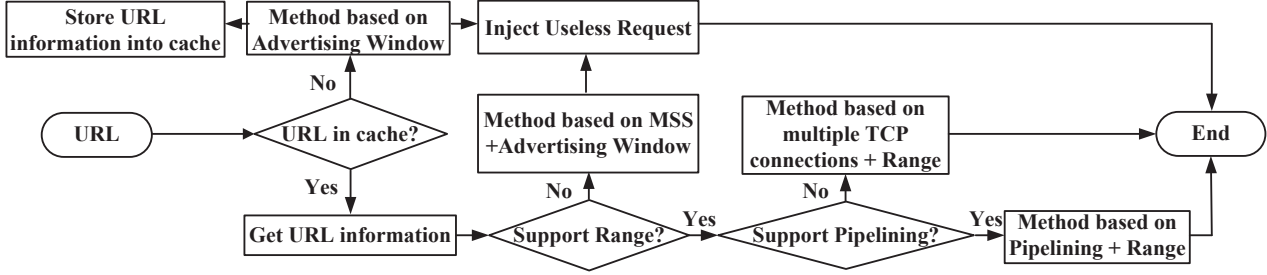 Store URL
information into cache
Method based on
Advertising Window
Inject Useless Request
No
URL
URL in cache?
Method based on MSS
+Advertising Window
Method based on
multiple TCP
connections + Range
End
Yes
No
No
Get URL information
Support Range?
Yes
Support Pipelining?
Yes
Method based on
Pipelining + Range